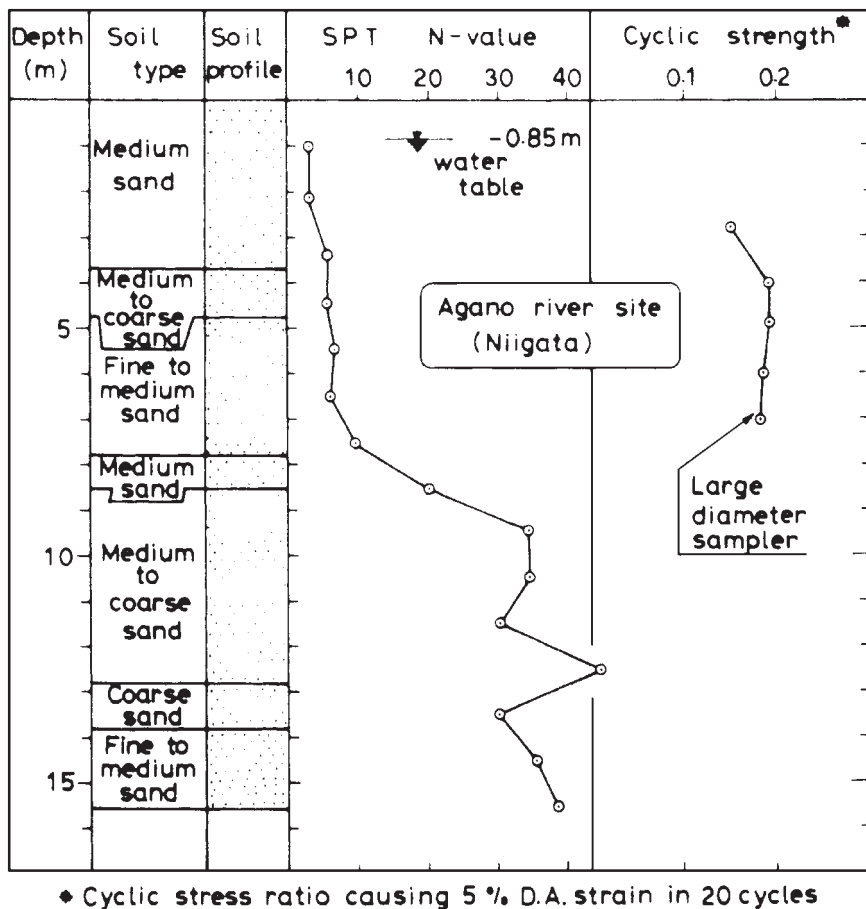 Depth
(m)
Soil
type
Soil
profile
SPT N-value
10 20 30 40
Cyclic strength*
0.1 0.2
Medium
sand
-0.85m
water
table
Medium
to
coarse
sand
5
Agano river site
(Niigata)
Fine to
medium
sand
Medium
sand
Large
diameter
sampler
10
Medium
to
coarse
sand
Coarse
sand
Fine to
medium
sand
15
* Cyclic stress ratio causing 5 % D.A. strain in 20 cycles